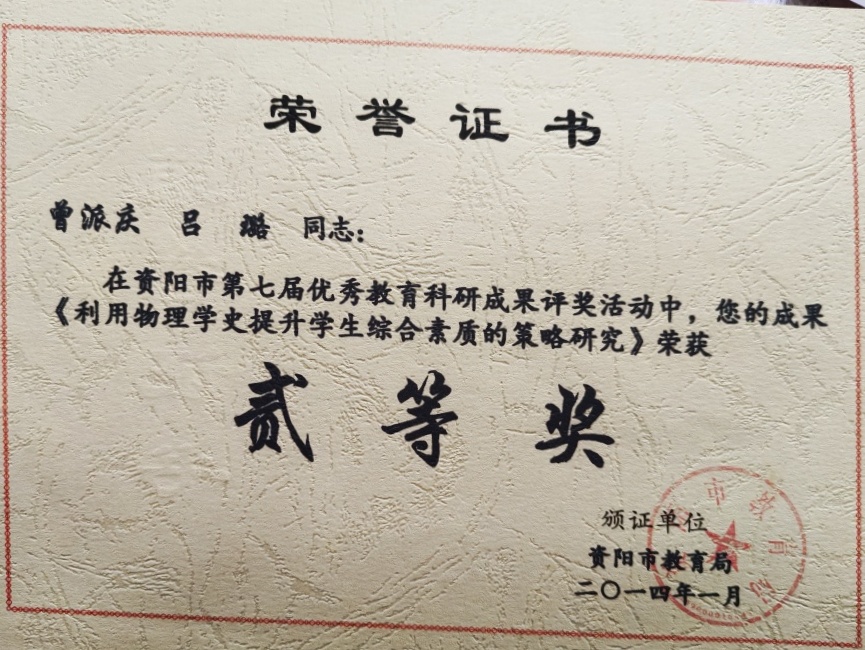 荣誉证书
曾派庆 吕璐 同志：
在资阳市第七届优秀教育科研成果评奖活动中，您的成果
《利用物理学史提升学生综合素质的策略研究》荣获
贰等奖
颁证单位
资阳市教育局
二〇一四年一月
市教育局